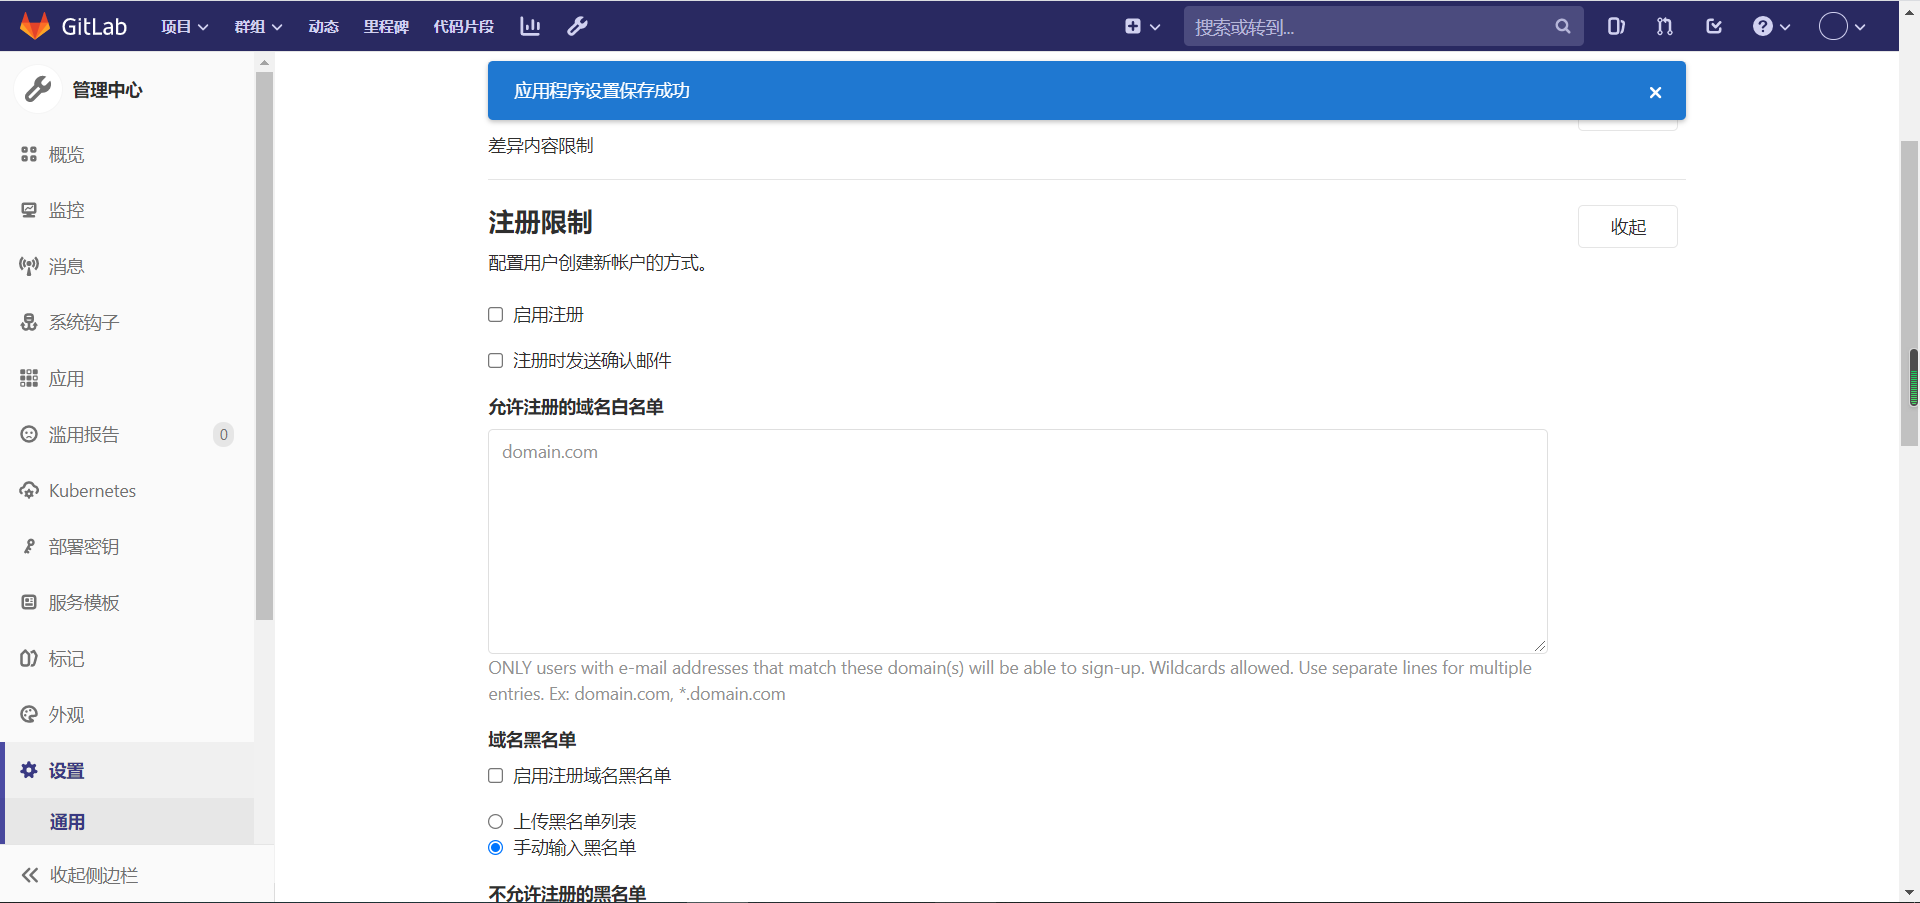 GitLab
项目
群组
动态
里程碑
代码片段
搜索或转到...
管理中心
概览
监控
消息
系统钩子
应用
滥用报告
0
Kubernetes
部署密钥
服务模板
标记
外观
设置
通用
收起侧边栏
应用程序设置保存成功
差异内容限制
注册限制
收起
配置用户创建新帐户的方式。
启用注册
注册时发送确认邮件
允许注册的域名白名单
domain.com
ONLY users with e-mail addresses that match these domain(s) will be able to sign-up. Wildcards allowed. Use separate lines for multiple
entries. Ex: domain.com, *.domain.com
域名黑名单
启用注册域名黑名单
上传黑名单列表
手动输入黑名单
不允许注册的黑名单